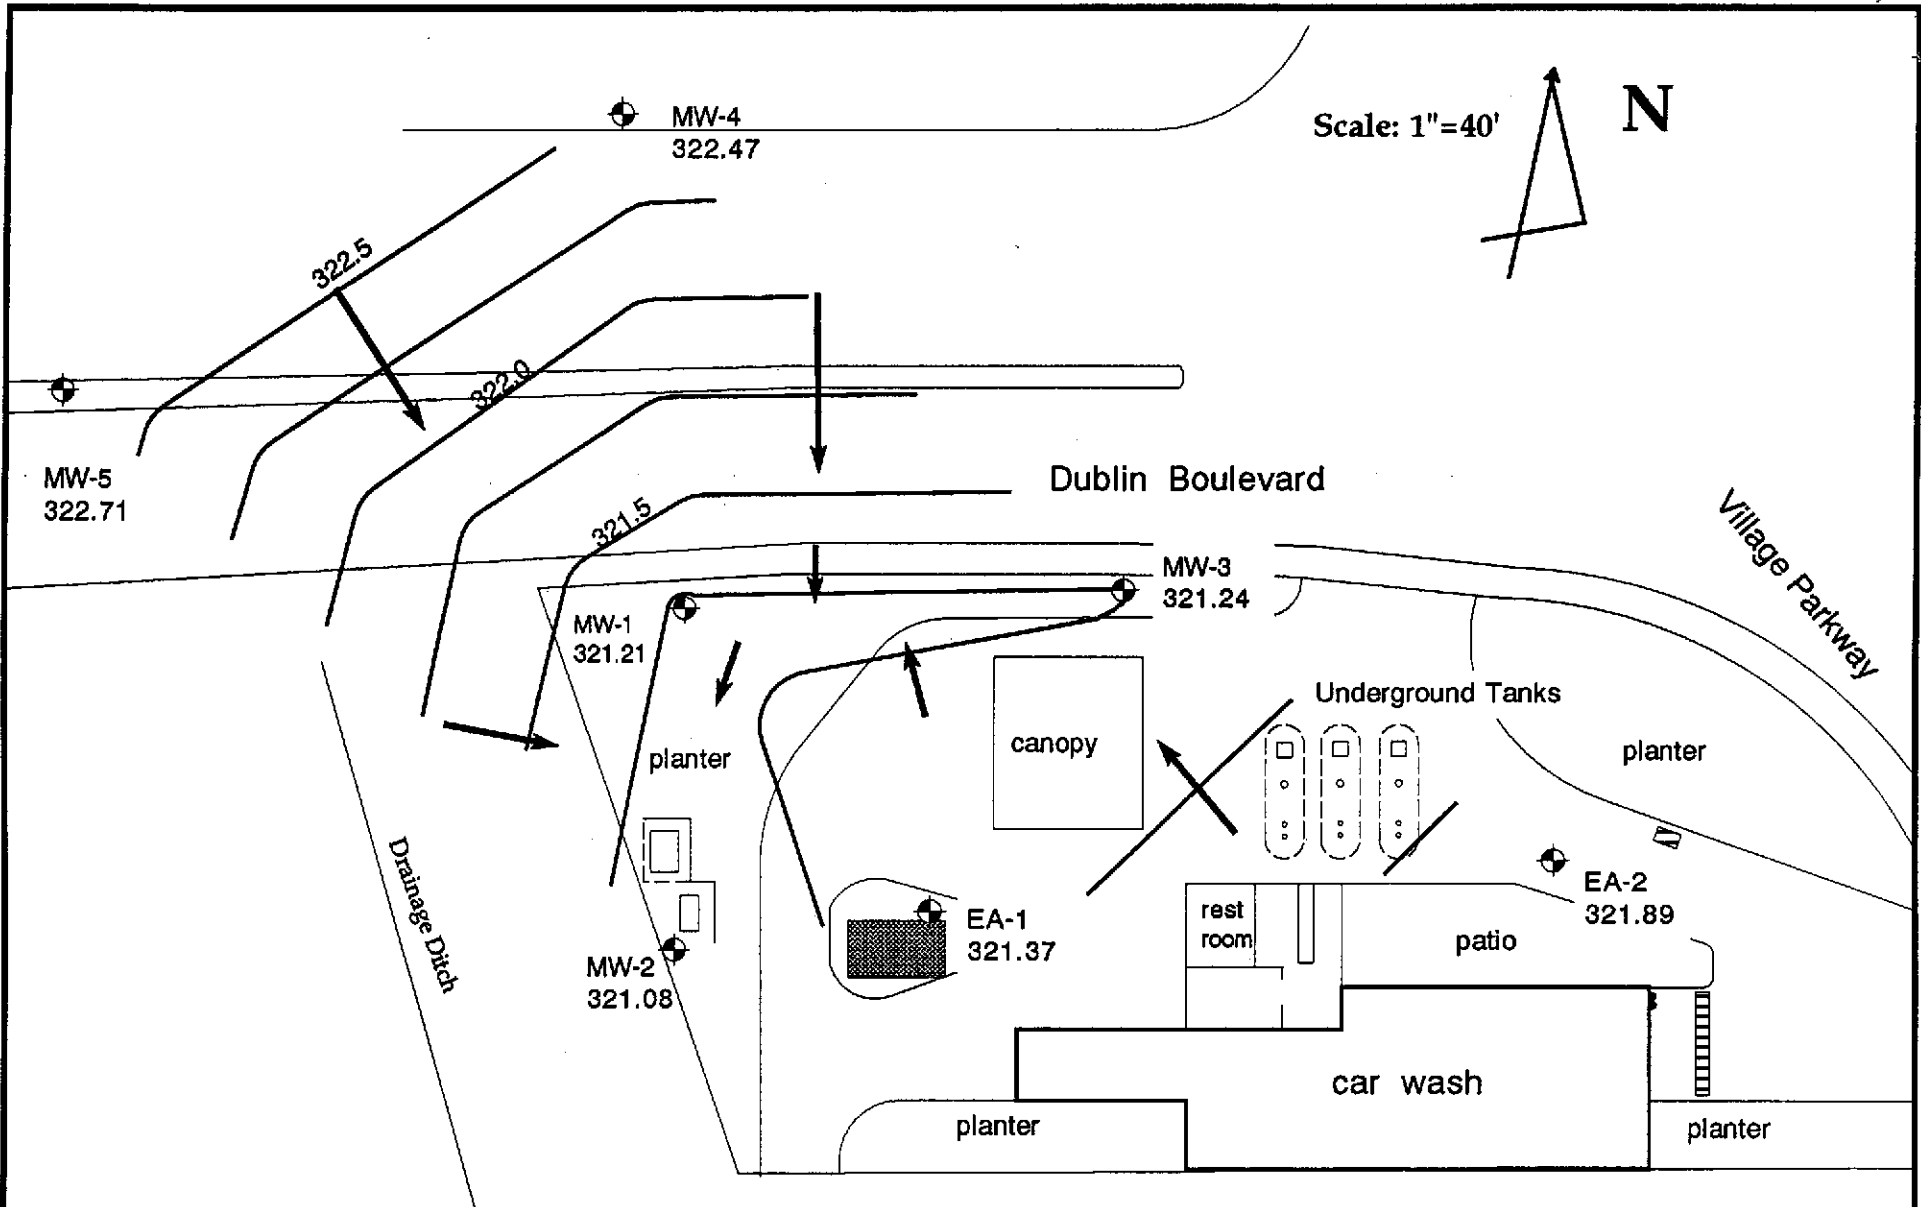 MW-4
322.47
Scale: 1"=40'
N
322.5
322.0
MW-5
322.71
Dublin Boulevard
321.5
Village Parkway
MW-3
321.24
MW-1
321.21
Underground Tanks
canopy
planter
planter
Drainage Ditch
EA-2
321.89
rest
room
EA-1
321.37
patio
MW-2
321.08
car wash
planter
planter